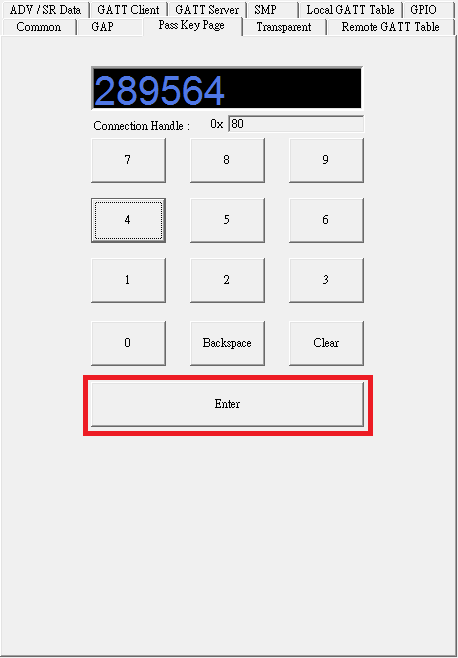 ADV / SR Data GATT Client GATT Server SMP Local GATT Table GPIO
Common GAP Pass Key Page Transparent Remote GATT Table
289564
Connection Handle : 0x 80
7 8 9
4 5 6
1 2 3
0 Backspace Clear
Enter